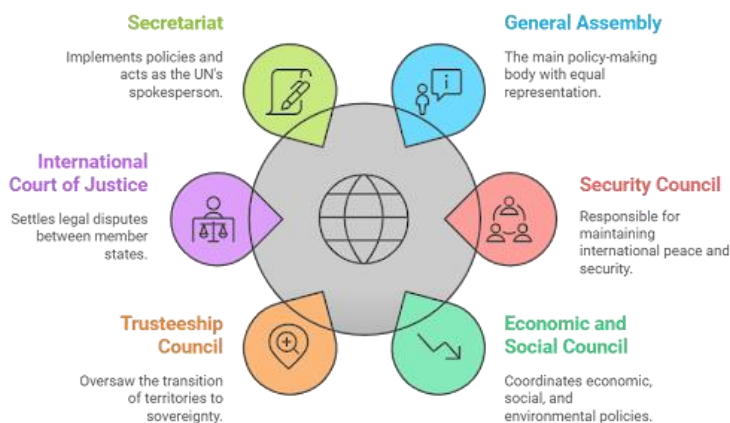 Secretariat
Implements policies and
acts as the UN's
spokesperson.
General Assembly
The main policy-making
body with equal
representation.
i
International
Court of Justice
Settles legal disputes
between member
states.
Security Council
Responsible for
maintaining
international peace and
security.
Trusteeship
Council
Oversaw the transition
of territories to
sovereignty.
Economic and
Social Council
Coordinates economic,
social, and
environmental policies.